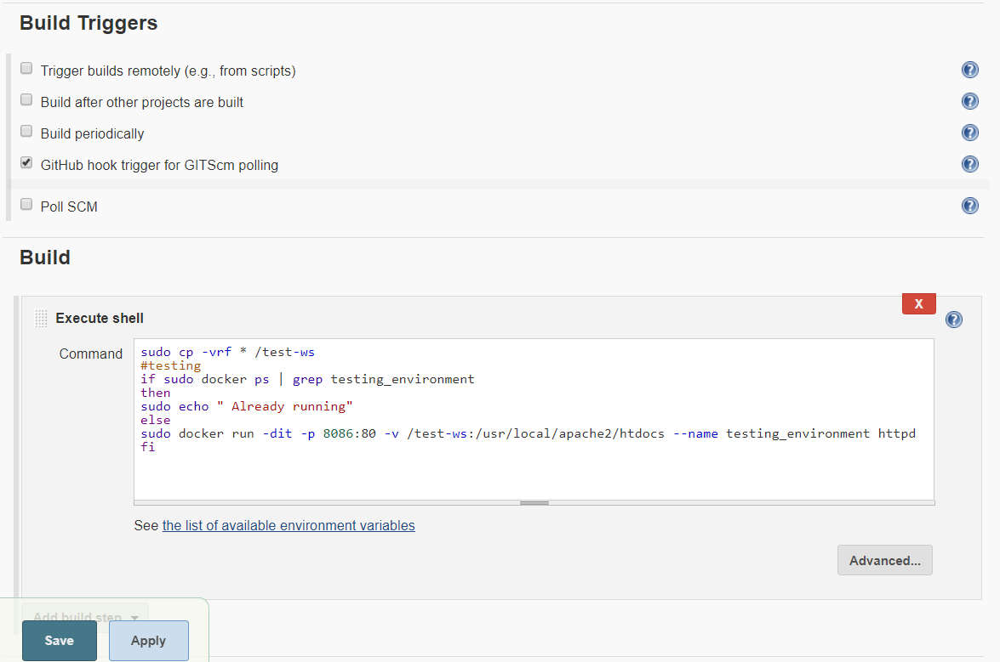 Build Triggers
Trigger builds remotely (e.g., from scripts)
Build after other projects are built
Build periodically
GitHub hook trigger for GITScm polling
Poll SCM
Build
X
Execute shell
Command
sudo cp -vrf * /test-ws
#testing
if sudo docker ps | grep testing_environment
then
sudo echo " Already running"
else
sudo docker run -dit -p 8086:80 -v /test-ws:/usr/local/apache2/htdocs --name testing_environment httpd
fi
See the list of available environment variables
Advanced...
Add build step
Save Apply